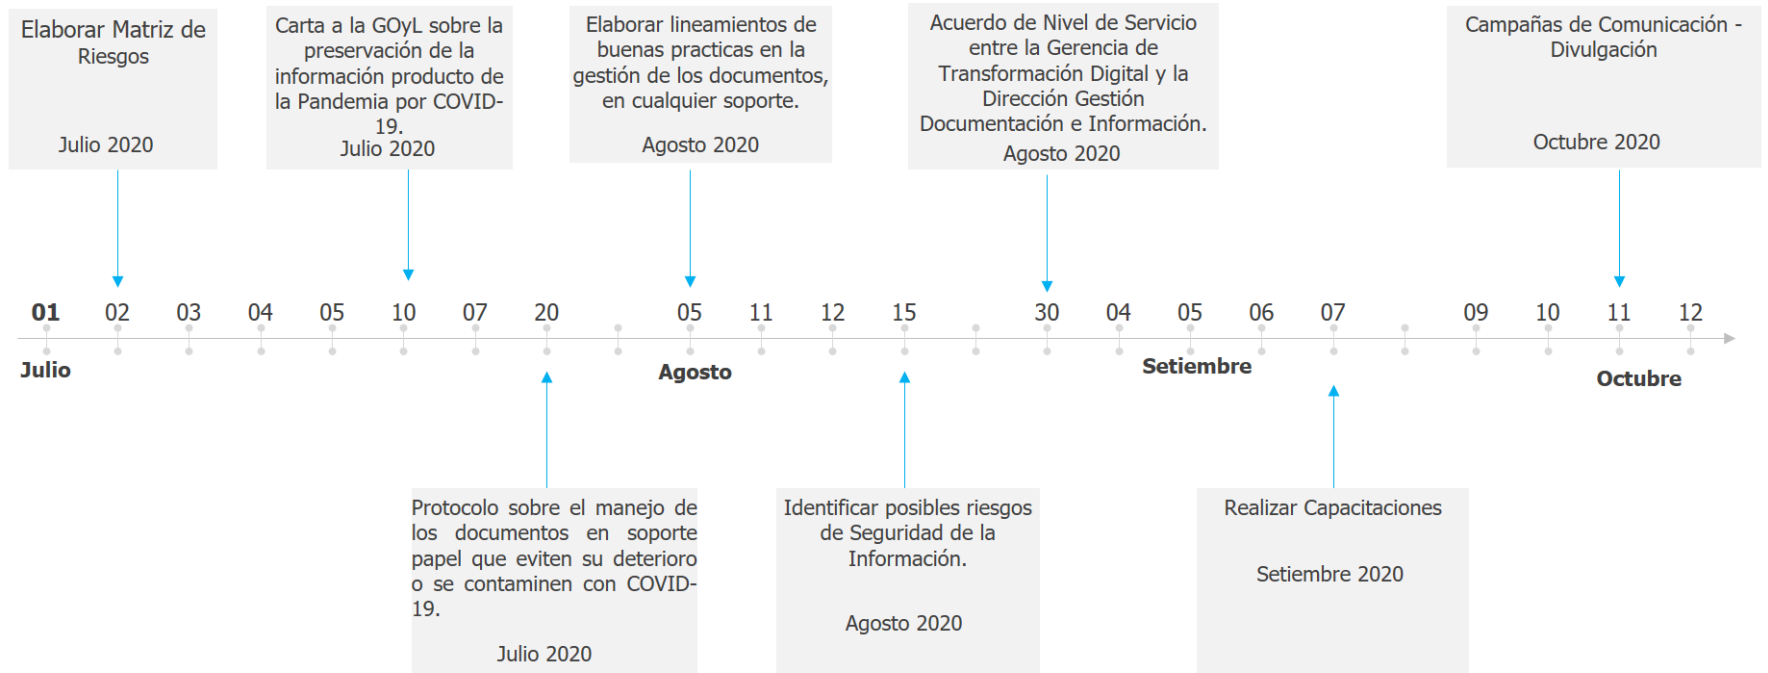 Elaborar Matriz de
Riesgos
Julio 2020
Carta a la GOyL sobre la
preservación de la
información producto de
la Pandemia por COVID-
19.
Julio 2020
Elaborar lineamientos de
buenas practicas en la
gestión de los documentos,
en cualquier soporte.
Agosto 2020
Acuerdo de Nivel de Servicio
entre la Gerencia de
Transformación Digital y la
Dirección Gestión
Documentación e Información.
Agosto 2020
Campañas de Comunicación -
Divulgación
Octubre 2020
01 02 03 04 05 10 07 20 05 11 12 15 30 04 05 06 07 09 10 11 12
Julio Agosto Setiembre Octubre
Protocolo sobre el manejo de
los documentos en soporte
papel que eviten su deterioro
o se contaminen con COVID-
19.
Julio 2020
Identificar posibles riesgos
de Seguridad de la
Información.
Agosto 2020
Realizar Capacitaciones
Setiembre 2020